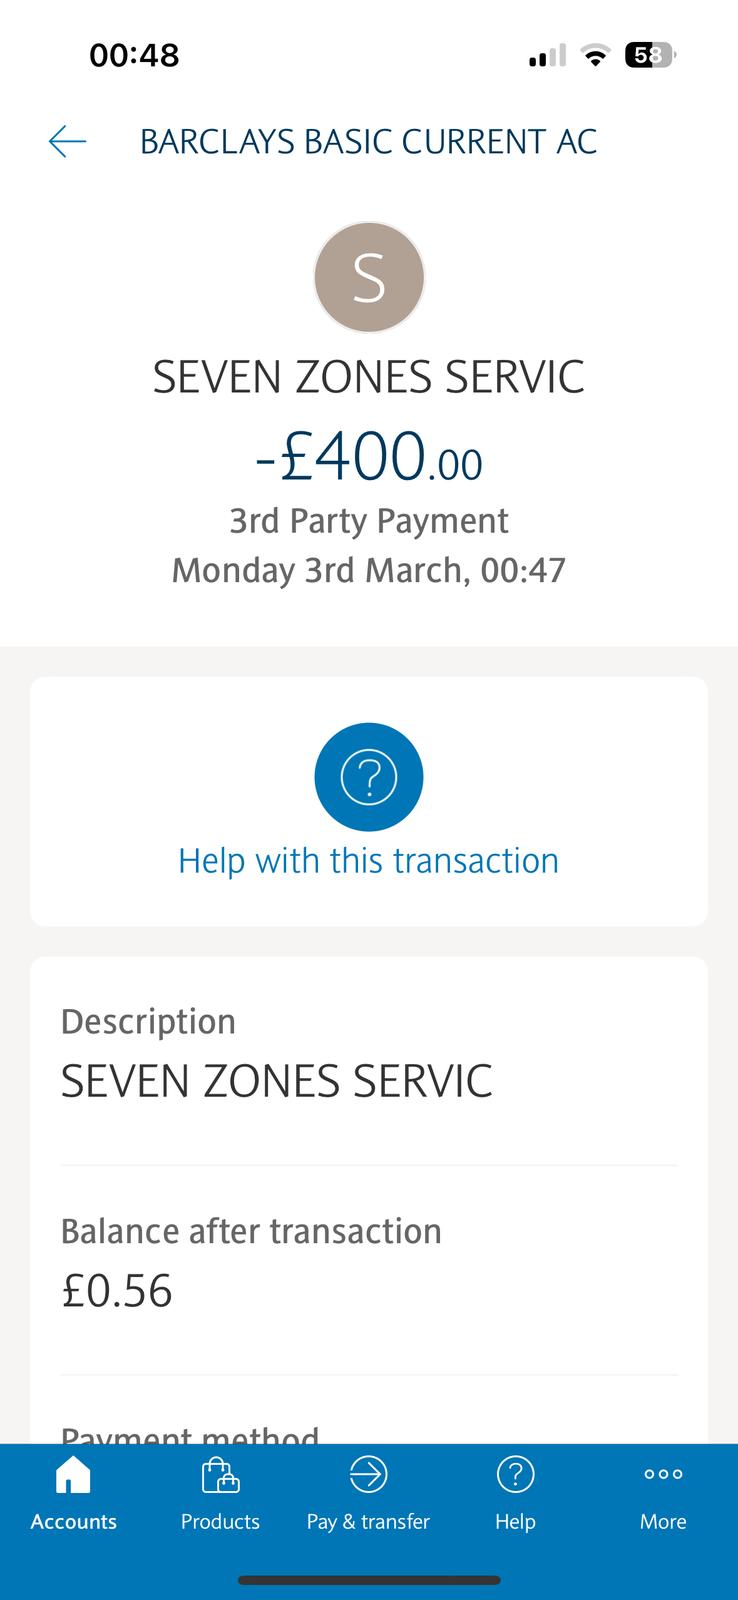 00:48
58
BARCLAYS BASIC CURRENT AC
S
SEVEN ZONES SERVIC
-£400.00
3rd Party Payment
Monday 3rd March, 00:47
Help with this transaction
Description
SEVEN ZONES SERVIC
Balance after transaction
£0.56
Payment method
Accounts
Products
Pay & transfer
Help
More